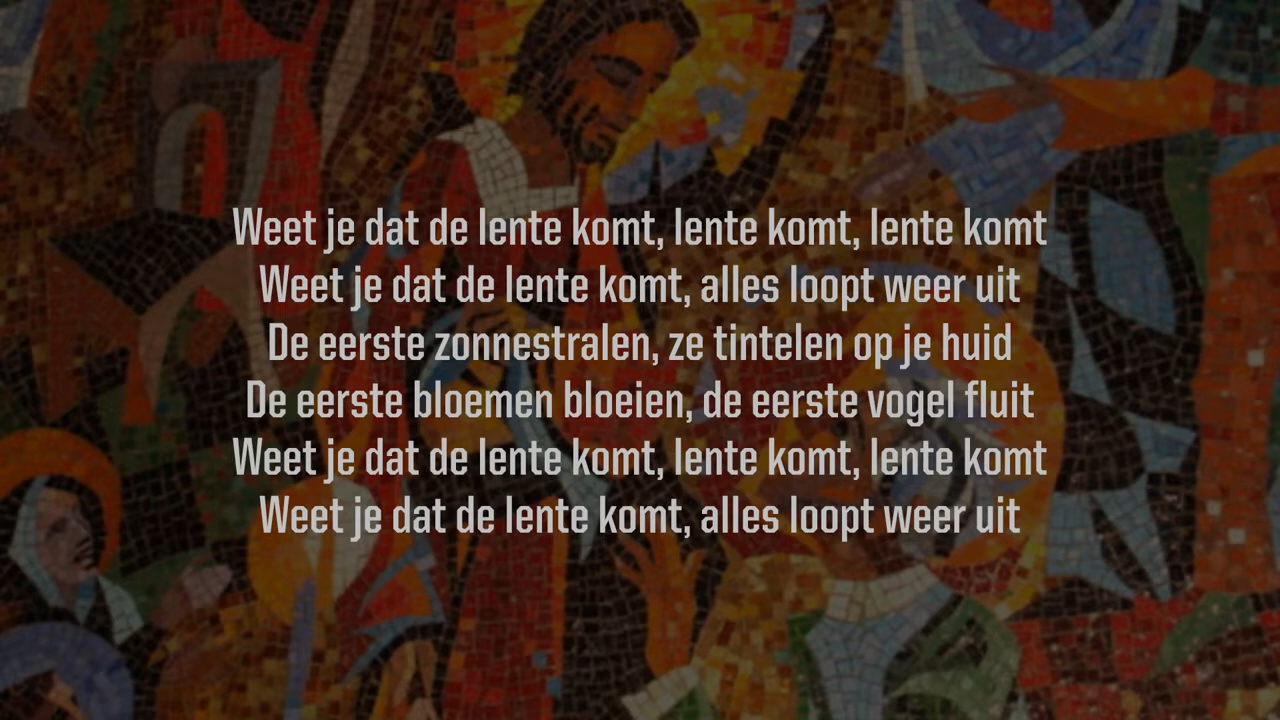 Weet je dat de lente komt, lente komt, lente komt
Weet je dat de lente komt, alles loopt weer uit
De eerste zonnestralen, ze tintelen op je huid
De eerste bloemen bloeien, de eerste vogel fluit
Weet je dat de lente komt, lente komt, lente komt
Weet je dat de lente komt, alles loopt weer uit